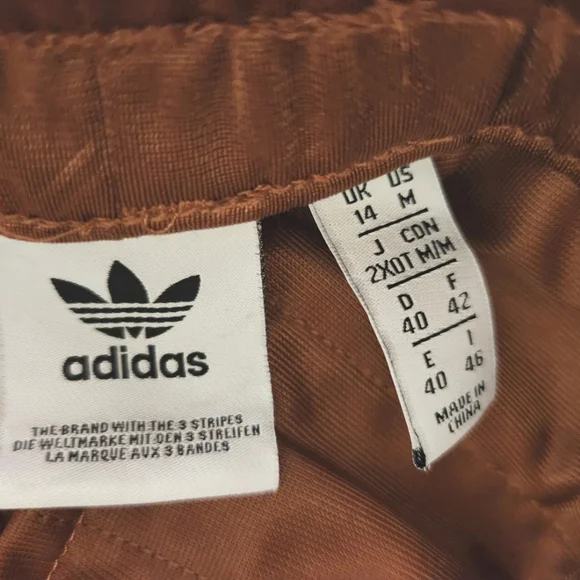 adidas
THE BRAND WITH THE 3 STRIPES
DIE WELTMARKE MIT DEN 3 STREIFEN
LA MARQUE AUX 3 BANDES
UK US
14 M
J CDN
2XOT M/M
D F
40 42
E I
40 46
MADE IN
CHINA